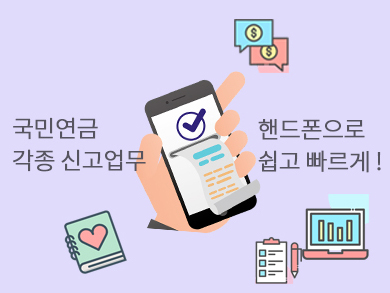 국민연금
각종 신고업무
핸드폰으로
쉽고 빠르게!
$
$